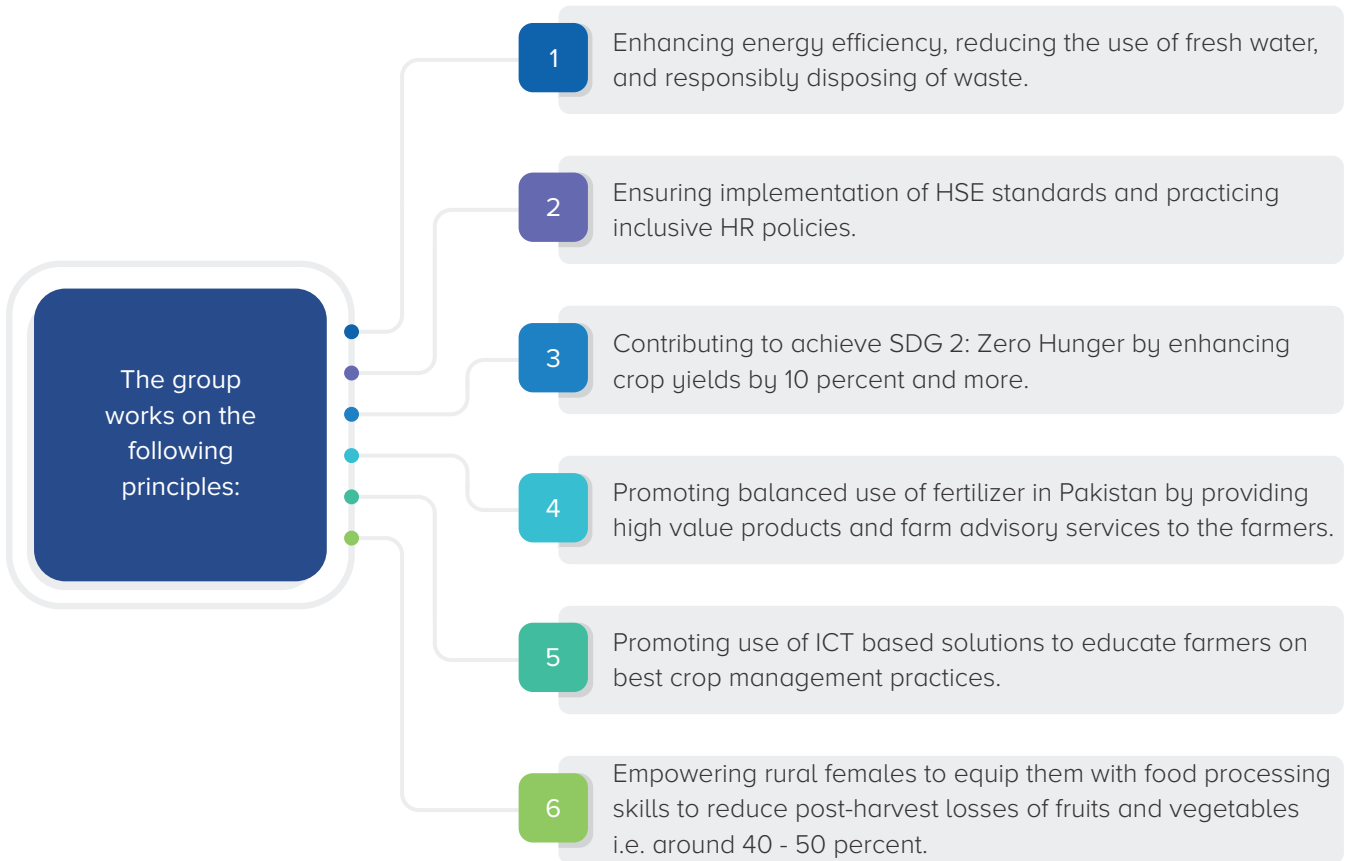 The group
works on the
following
principles:
1
Enhancing energy efficiency, reducing the use of fresh water,
and responsibly disposing of waste.
2
Ensuring implementation of HSE standards and practicing
inclusive HR policies.
3
Contributing to achieve SDG 2: Zero Hunger by enhancing
crop yields by 10 percent and more.
4
Promoting balanced use of fertilizer in Pakistan by providing
high value products and farm advisory services to the farmers.
5
Promoting use of ICT based solutions to educate farmers on
best crop management practices.
6
Empowering rural females to equip them with food processing
skills to reduce post-harvest losses of fruits and vegetables
i.e. around 40 - 50 percent.